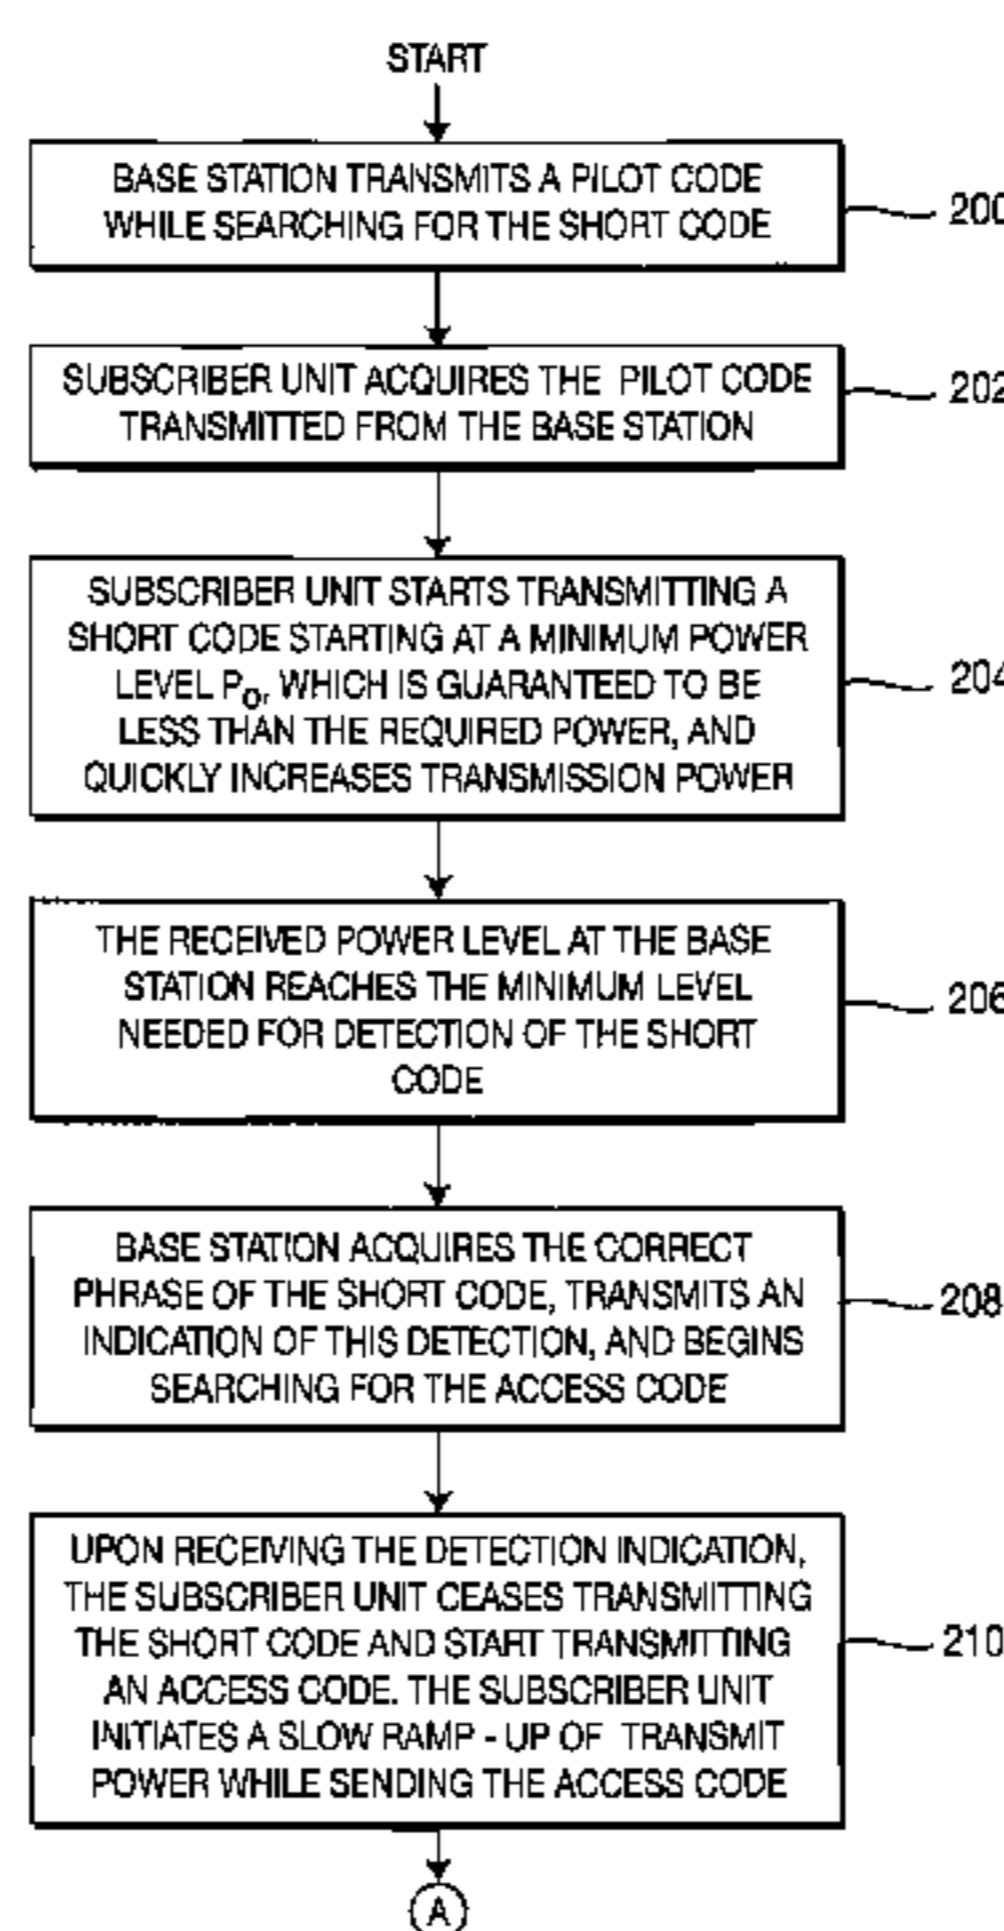 START
BASE STATION TRANSMITS A PILOT CODE
WHILE SEARCHING FOR THE SHORT CODE
200
SUBSCRIBER UNIT ACQUIRES THE PILOT CODE
TRANSMITTED FROM THE BASE STATION
202
SUBSCRIBER UNIT STARTS TRANSMITTING A
SHORT CODE STARTING AT A MINIMUM POWER
LEVEL PO, WHICH IS GUARANTEED TO BE
LESS THAN THE REQUIRED POWER, AND
QUICKLY INCREASES TRANSMISSION POWER
204
THE RECEIVED POWER LEVEL AT THE BASE
STATION REACHES THE MINIMUM LEVEL
NEEDED FOR DETECTION OF THE SHORT
CODE
206
BASE STATION ACQUIRES THE CORRECT
PHRASE OF THE SHORT CODE, TRANSMITS AN
INDICATION OF THIS DETECTION, AND BEGINS
SEARCHING FOR THE ACCESS CODE
208
UPON RECEIVING THE DETECTION INDICATION,
THE SUBSCRIBER UNIT CEASES TRANSMITTING
THE SHORT CODE AND START TRANSMITTING
AN ACCESS CODE. THE SUBSCRIBER UNIT
INITIATES A SLOW RAMP - UP OF TRANSMIT
POWER WHILE SENDING THE ACCESS CODE
210
A